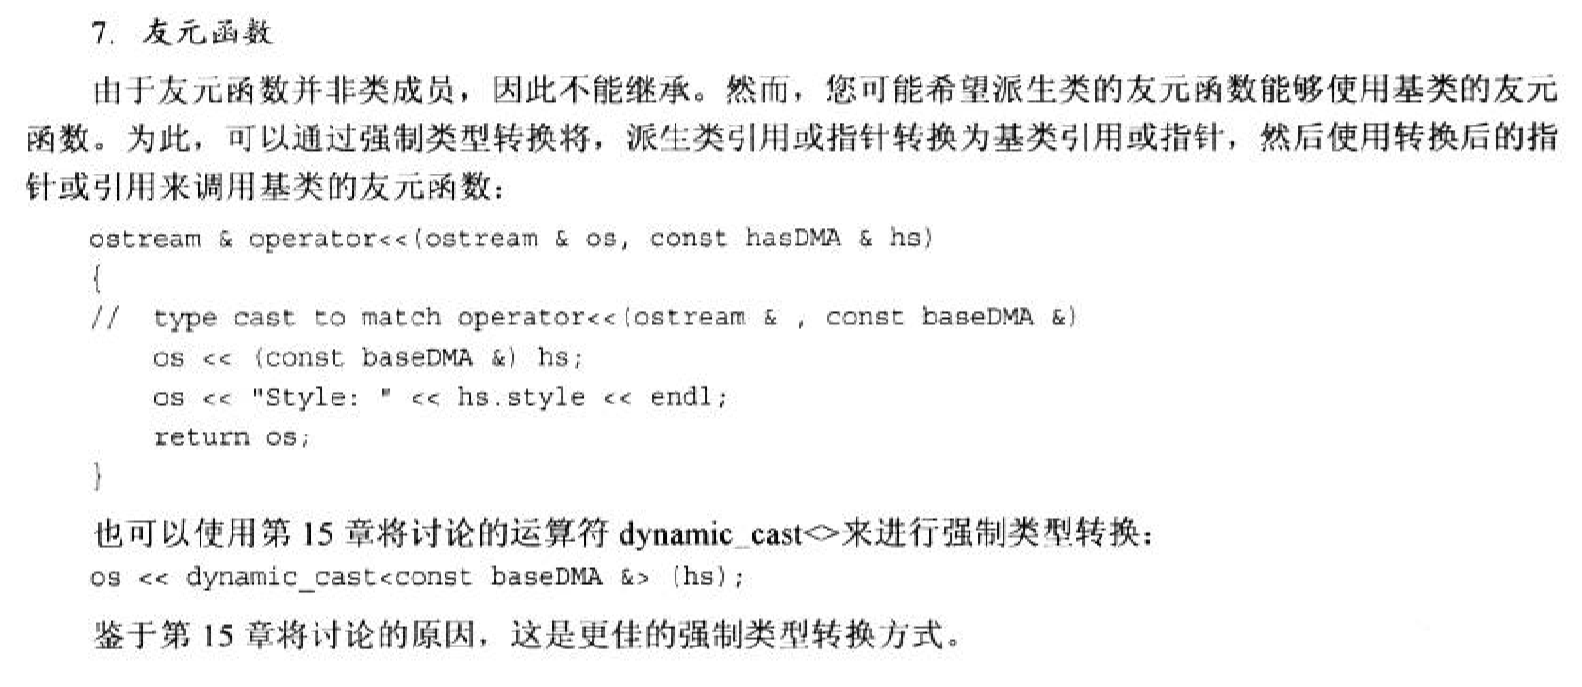 7. 友元函数
由于友元函数并非类成员，因此不能继承。然而，您可能希望派生类的友元函数能够使用基类的友元
函数。为此，可以通过强制类型转换将，派生类引用或指针转换为基类引用或指针，然后使用转换后的指
针或引用来调用基类的友元函数：
ostream & operator<<(ostream & os, const hasDMA & hs)
{
//  type cast to match operator<<(ostream & , const baseDMA &)
    os << (const baseDMA &) hs;
    os << "Style: " << hs.style << endl;
    return os;
}
也可以使用第 15 章将讨论的运算符 dynamic_cast<>来进行强制类型转换：
os << dynamic_cast<const baseDMA &> (hs);
鉴于第 15 章将讨论的原因，这是更佳的强制类型转换方式。